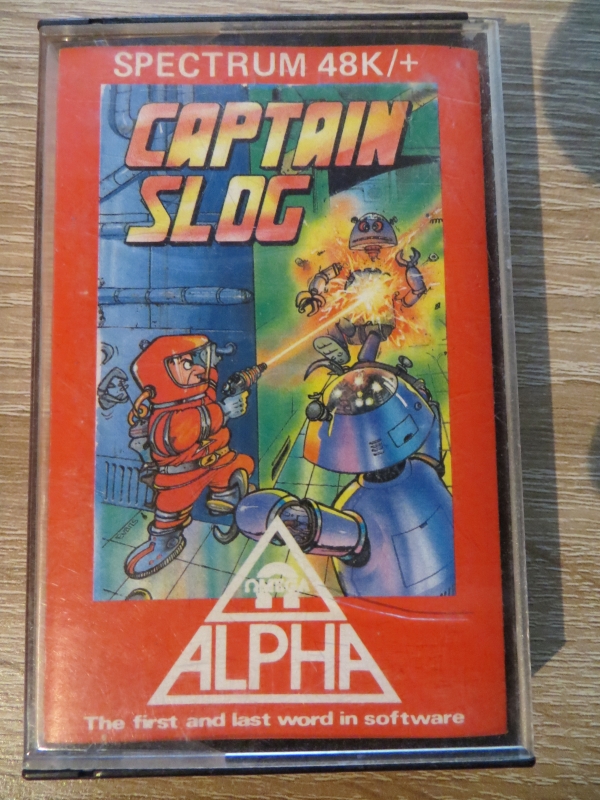 SPECTRUM 48K/+
CAPTAIN
SLOG
ALPHA
The first and last word in software